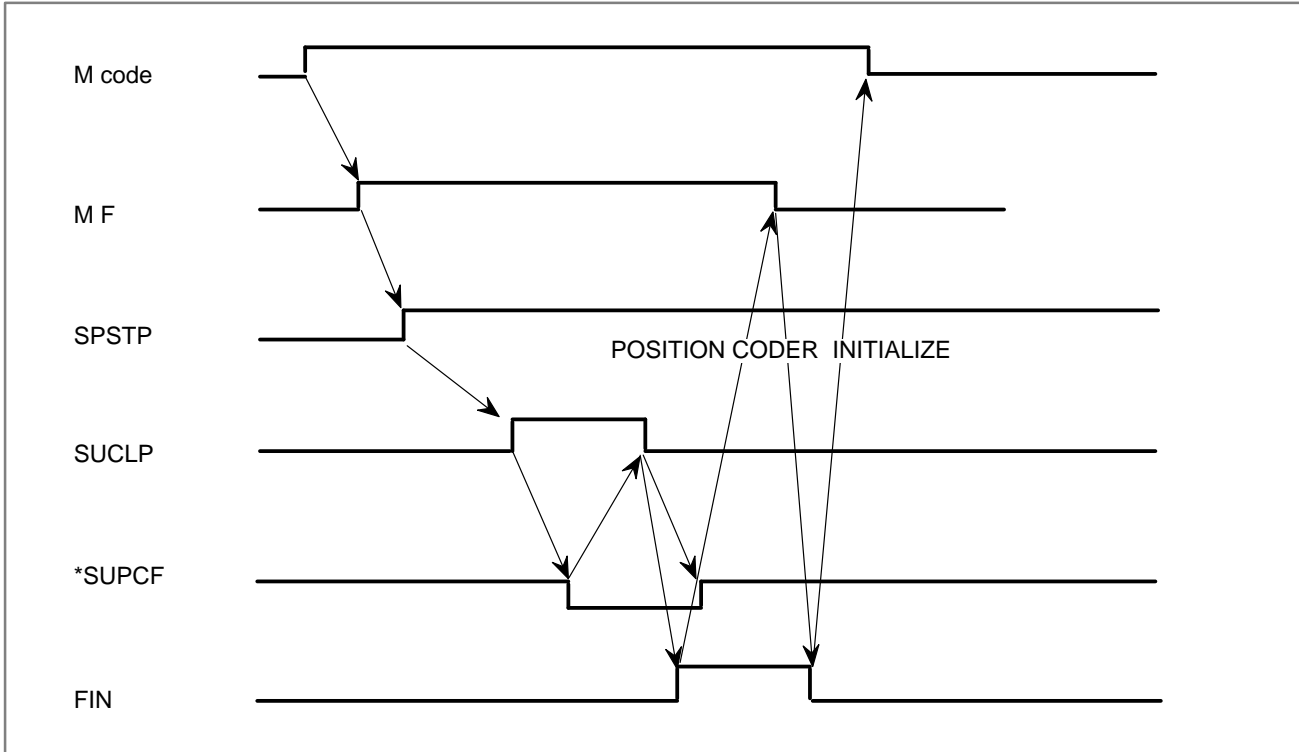 M code
M F
SPSTP
POSITION CODER INITIALIZE
SUCLP
*SUPCF
FIN